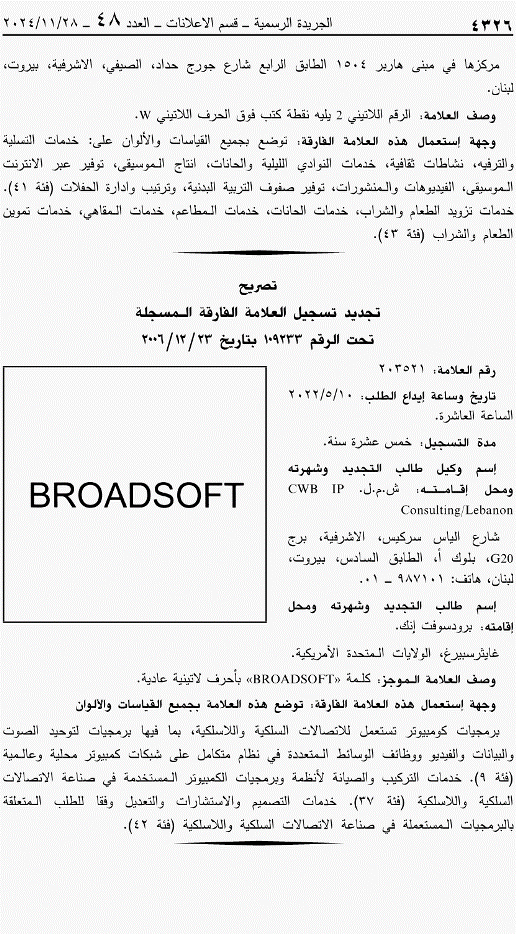 ٤٣٢٦ الجريدة الرسمية ــ قسم الاعلانات ــ العدد ٤٨ ــ ٢٠٢٤/١١/٢٨
مركزها في مبنى هاربر ١٥٠٤ الطابق الرابع شارع جورج حداد، الصيفي، الاشرفية، بيروت،
لبنان.
وصف العلامة: الرقم اللاتيني 2 يليه نقطة كتب فوق الحرف اللاتيني W.
وجهة إستعمال هذه العلامة الفارقة: توضع بجميع القياسات والألوان على: خدمات التسلية
والترفيه، نشاطات ثقافية، خدمات النوادي الليلية والحانات، انتاج الموسيقى، توفير عبر الانترنت
الموسيقى، الفيديوهات والمنشورات، توفير صفوف التربية البدنية، وترتيب وادارة الحفلات (فئة ٤١).
خدمات تزويد الطعام والشراب، خدمات الحانات، خدمات المطاعم، خدمات المقاهي، خدمات تموين
الطعام والشراب (فئة ٤٣).
تصريح
تجديد تسجيل العلامة الفارقة المسجلة
تحت الرقم ١٠٩٢٣٣ بتاريخ ٢٠٠٦/١٢/٢٣
رقم العلامة: ٢٠٣٥٢١
تاريخ وساعة إيداع الطلب: ٢٠٢٢/٥/١٠
الساعة العاشرة.
مدة التسجيل: خمس عشرة سنة.
إسم وكيل طالب التجديد وشهرته
ومحل إقامته: ش.م.ل. CWB IP
Consulting/Lebanon
شارع الياس سركيس، الاشرفية، برج
G20، بلوك أ، الطابق السادس، بيروت،
لبنان، هاتف: ٩٨٧١٠١ ــ ٠١.
إسم طالب التجديد وشهرته ومحل
إقامته: برودسوفت إنك.
غايثرسبيرغ، الولايات المتحدة الأمريكية.
BROADSOFT
وصف العلامة الموجز: كلمة «BROADSOFT» بأحرف لاتينية عادية.
وجهة إستعمال هذه العلامة الفارقة: توضع هذه العلامة بجميع القياسات والألوان
برمجيات كومبيوتر تستعمل للاتصالات السلكية واللاسلكية، بما فيها برمجيات لتوحيد الصوت
والبيانات والفيديو ووظائف الوسائط المتعددة في نظام متكامل على شبكات كمبيوتر محلية وعالمية
(فئة ٩). خدمات التركيب والصيانة لأنظمة وبرمجيات الكمبيوتر المستخدمة في صناعة الاتصالات
السلكية واللاسلكية (فئة ٣٧). خدمات التصميم والاستشارات والتعديل وفقا للطلب المتعلقة
بالبرمجيات المستعملة في صناعة الاتصالات السلكية واللاسلكية (فئة ٤٢).